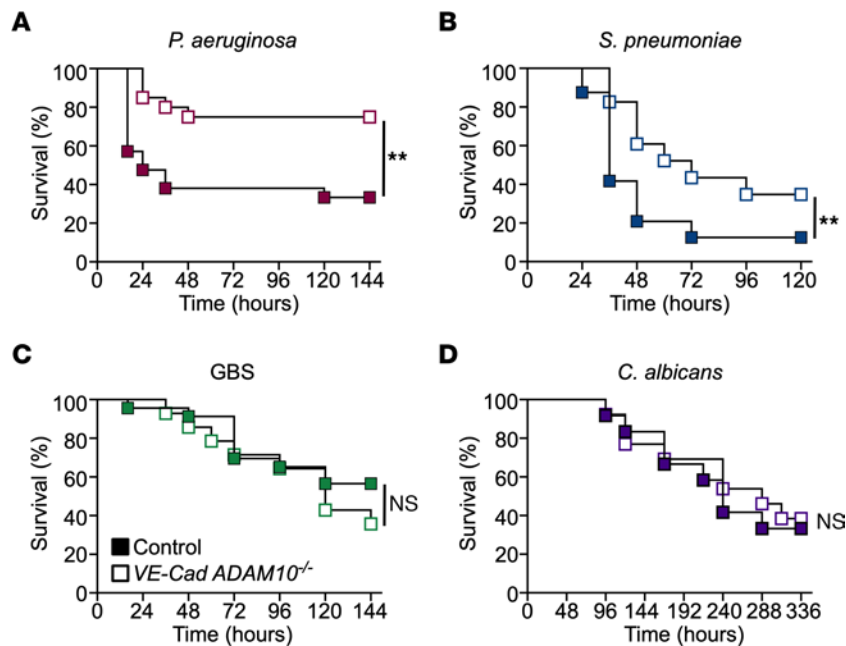 A
P. aeruginosa
100
80
60
40
20
0
Survival (%)
**
0 24 48 72 96 120 144
Time (hours)
B
S. pneumoniae
100
80
60
40
20
0
Survival (%)
**
0 24 48 72 96 120
Time (hours)
C
GBS
100
80
60
40
20
0
Survival (%)
NS
Control
VE-Cad ADAM10-/-
0 24 48 72 96 120 144
Time (hours)
D
C. albicans
100
80
60
40
20
0
Survival (%)
NS
0 48 96 144 192 240 288 336
Time (hours)